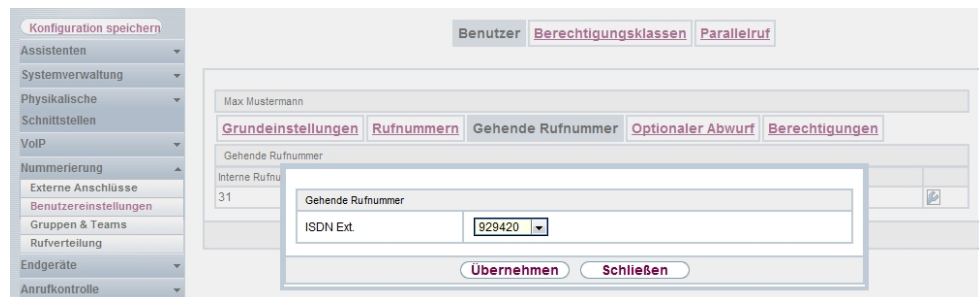 Konfiguration speichern
Assistenten
Systemverwaltung
Physikalische
Schnittstellen
VoIP
Nummerierung
Externe Anschlüsse
Benutzereinstellungen
Gruppen & Teams
Rufverteilung
Endgeräte
Anrufkontrolle
Benutzer Berechtigungsklassen Parallelruf
Max Mustermann
Grundeinstellungen Rufnummern Gehende Rufnummer Optionaler Abwurf Berechtigungen
Gehende Rufnummer
Interne Rufnu
31
Gehende Rufnummer
ISDN Ext. 929420
Übernehmen Schließen